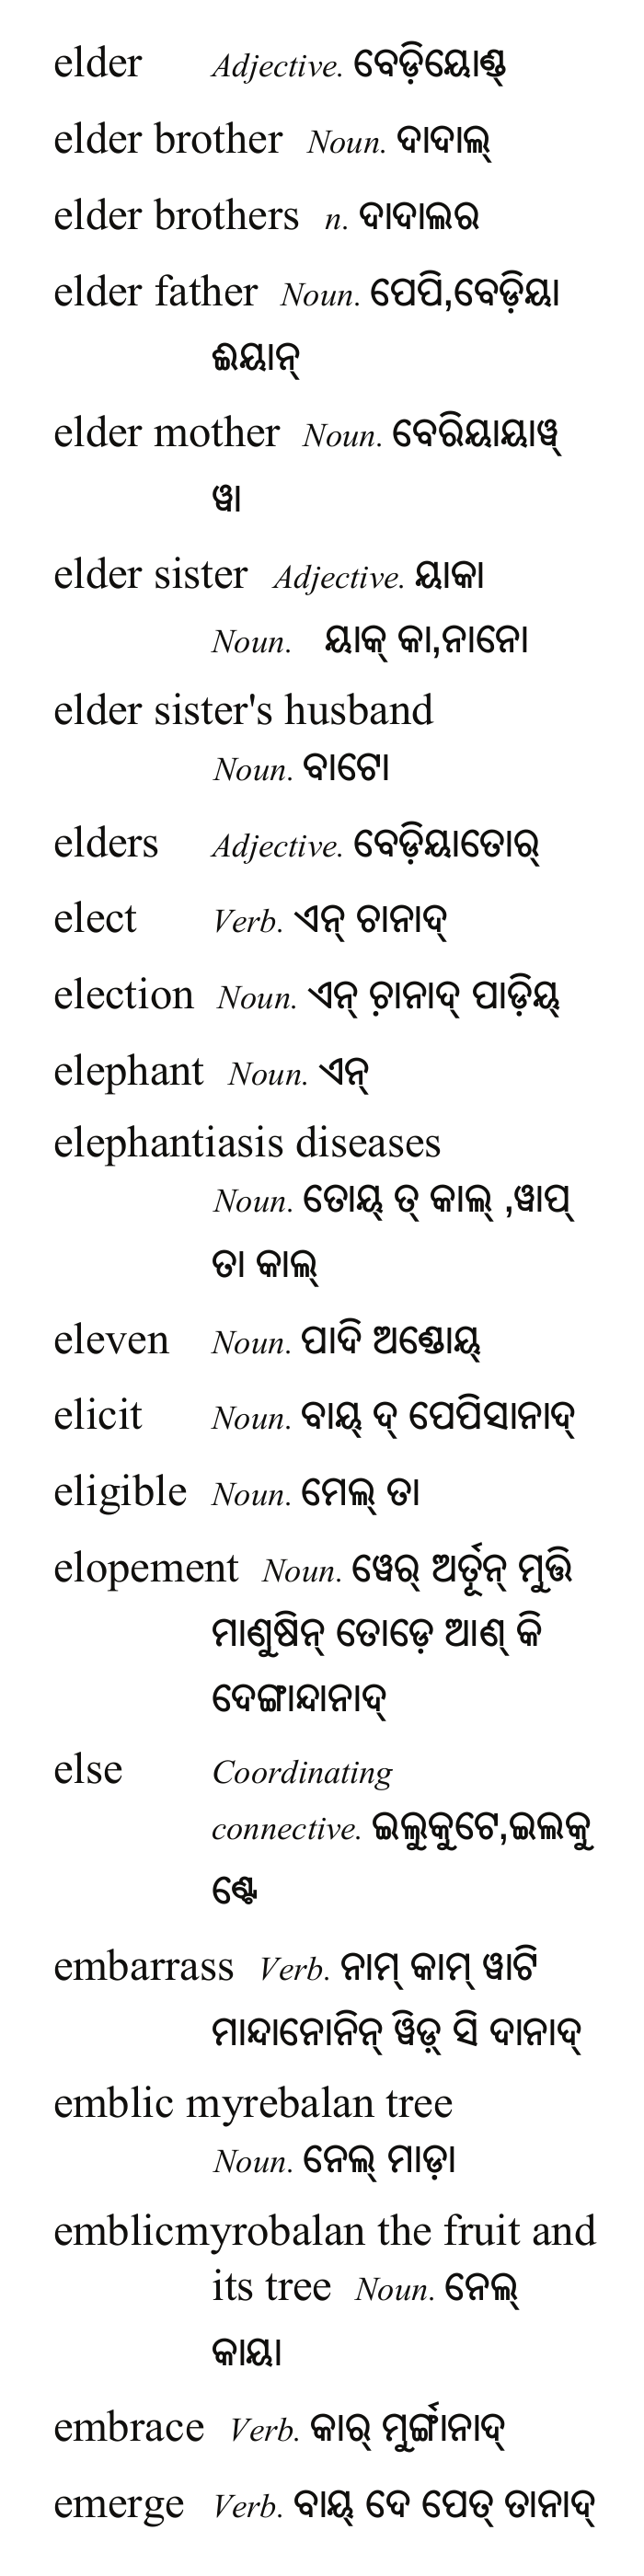 elder Adjective. ବେଡ଼ିୟୋଣ୍ଡ୍
elder brother Noun. ଦାଦାଲ୍
elder brothers n. ଦାଦାଲର
elder father Noun. ପେପି,ବେଡ଼ିୟା
ଈୟାନ୍
elder mother Noun. ବେରିୟାୟାୱ୍
ୱା
elder sister Adjective. ୟାକା
Noun. ୟାକ୍ କା,ନାନୋ
elder sister's husband
Noun. ବାଟୋ
elders Adjective. ବେଡ଼ିୟାତୋର୍
elect Verb. ଏନ୍ ଚାନାଦ୍
election Noun. ଏନ୍ ଚ଼ାନାଦ୍ ପାଡ଼ିୟ୍
elephant Noun. ଏନ୍
elephantiasis diseases
Noun. ତୋୟ୍ ତ୍ କାଲ୍ ,ୱାପ୍
ତା କାଲ୍
eleven Noun. ପାଦି ଅଣ୍ଡୋୟ୍
elicit Noun. ବାୟ୍ ଦ୍ ପେପିସାନାଦ୍
eligible Noun. ମେଲ୍ ତା
elopement Noun. ୱେର୍ ଅର୍ତୂନ୍ ମୁତ୍ତି
ମାଣୁଷିନ୍ ତୋଡ଼େ ଆଣ୍ କି
ଦେଙ୍ଗାନ୍ଦାନାଦ୍
else Coordinating
connective. ଇଲୁକୁଟେ,ଇଲକୁ
ଣ୍ଟେ
embarrass Verb. ନାମ୍ କାମ୍ ୱାଟି
ମାନ୍ଦାନୋନିନ୍ ୱିଡ଼୍ ସି ଦାନାଦ୍
emblic myrebalan tree
Noun. ନେଲ୍ ମାଡ଼ା
emblicmyrobalan the fruit and
its tree Noun. ନେଲ୍
କାୟା
embrace Verb. କାର୍ ମୁର୍ଙ୍ଗାନାଦ୍
emerge Verb. ବାୟ୍ ଦେ ପେତ୍ ତାନାଦ୍